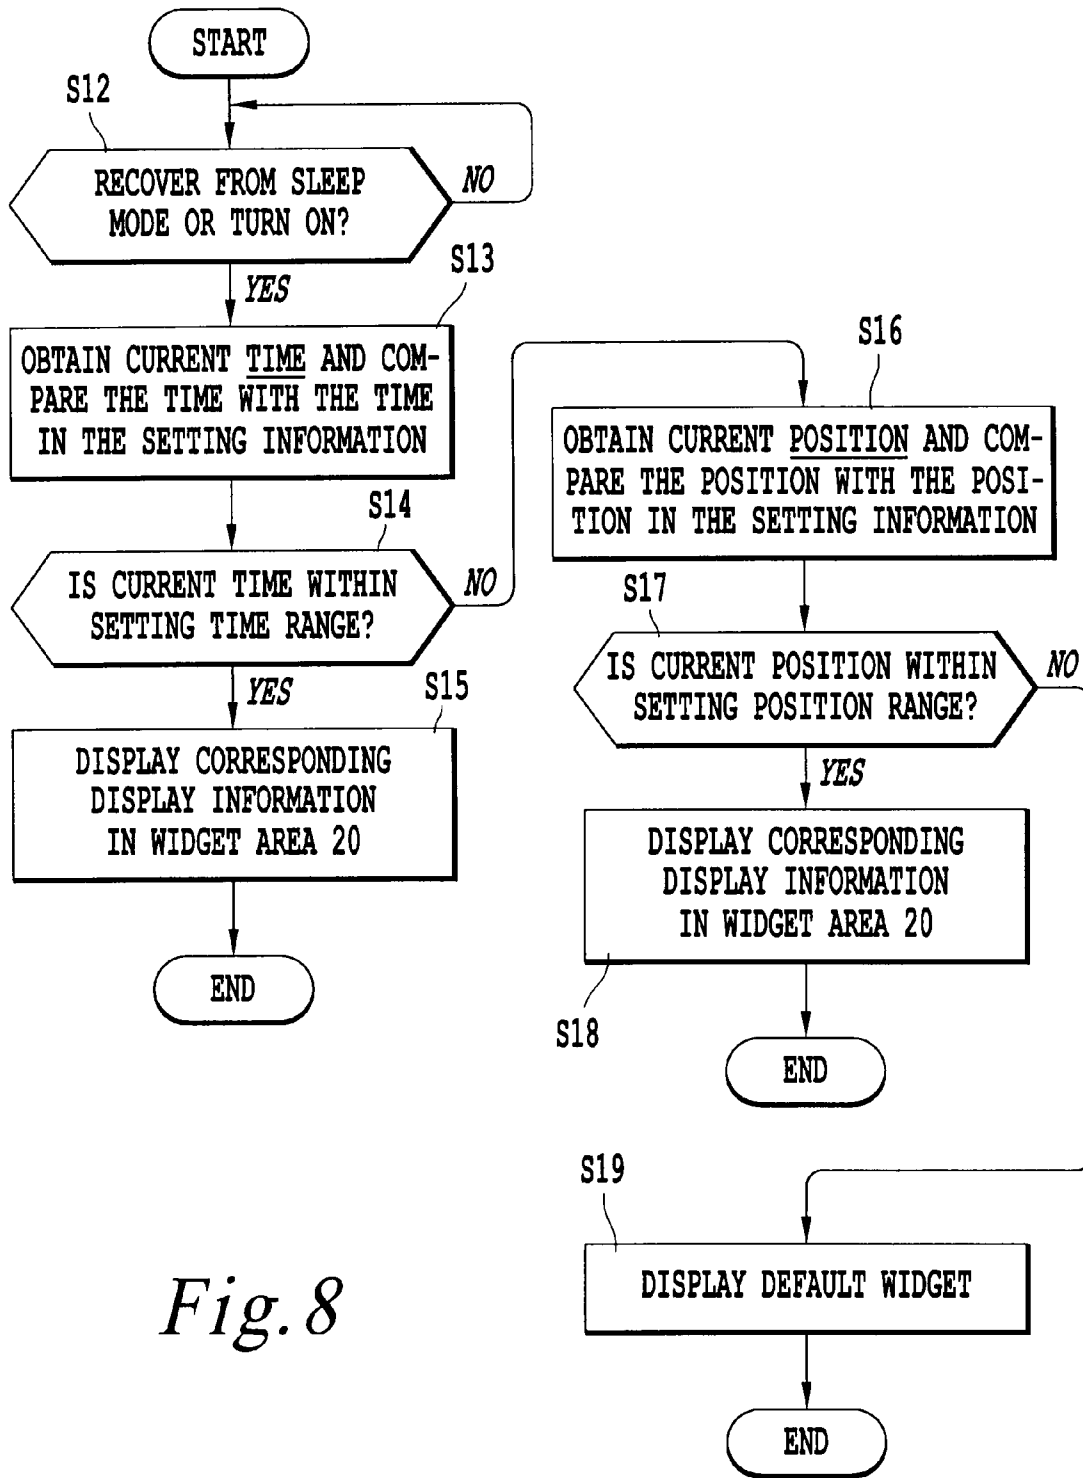 START
S12
RECOVER FROM SLEEP
MODE OR TURN ON?
NO
YES
S13
OBTAIN CURRENT TIME AND COM-
PARE THE TIME WITH THE TIME
IN THE SETTING INFORMATION
S14
IS CURRENT TIME WITHIN
SETTING TIME RANGE?
NO
YES
S15
DISPLAY CORRESPONDING
DISPLAY INFORMATION
IN WIDGET AREA 20
END
S16
OBTAIN CURRENT POSITION AND COM-
PARE THE POSITION WITH THE POSI-
TION IN THE SETTING INFORMATION
S17
IS CURRENT POSITION WITHIN
SETTING POSITION RANGE?
NO
YES
DISPLAY CORRESPONDING
DISPLAY INFORMATION
IN WIDGET AREA 20
S18
END
S19
DISPLAY DEFAULT WIDGET
END
Fig. 8